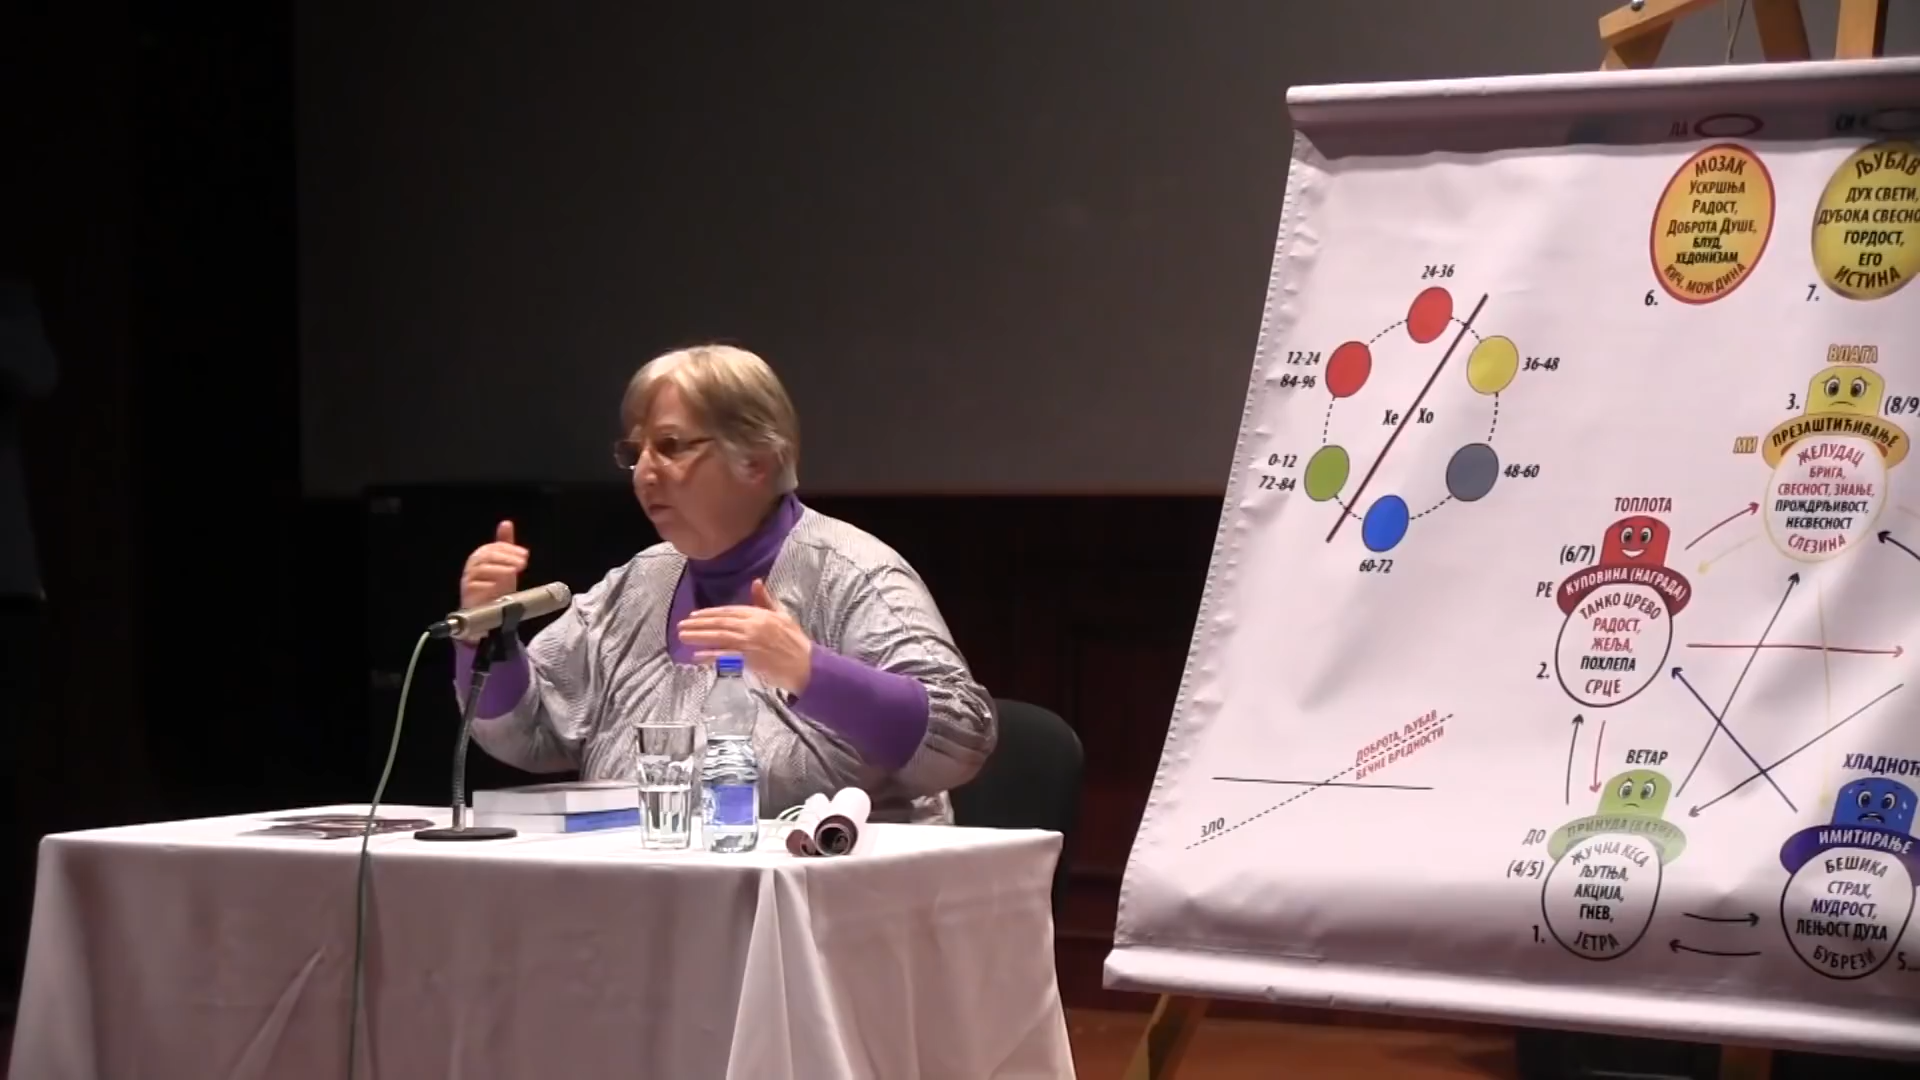 ДА
МОЗАК
УСКРШЊА
РАДОСТ,
ДОБРОТА ДУШЕ,
БЛУД,
ХЕДОНИЗАМ
КИЧ. МОЖДИНА
6.
ЉУБАВ
ДУХ СВЕТИ,
ДУБОКА СВЕСНО
ГОРДОСТ,
ЕГО
ИСТИНА
7.
24-36
12-24
84-96
36-48
Хе Хо
0-12
72-84
48-60
60-72
ВЛАГА
3.
(8/9)
МИ
ПРЕЗАШТИЋИВАЊЕ
ЖЕЛУДАЦ
БРИГА,
СВЕСНОСТ, ЗНАЊЕ,
ПРОЖДРЉИВОСТ,
НЕСВЕСНОСТ
СЛЕЗИНА
ТОПЛОТА
(6/7)
РЕ
КУПОВИНА (НАГРАДА)
ТАНКО ЦРЕВО
РАДОСТ,
ЖЕЉА,
ПОХЛЕПА
СРЦЕ
2.
ДОБРОТА, ЉУБАВ
ВЕЧНЕ ВРЕДНОСТИ
ЗЛО
ВЕТАР
ДО
(4/5)
ЖУЧНА КЕСА
ЉУТЊА,
АКЦИЈА,
ГНЕВ,
ЈЕТРА
1.
ХЛАДНОЋ
ИМИТИРАЊЕ
БЕШИКА
СТРАХ,
МУДРОСТ,
ЛЕЊОСТ ДУХА
БУБРЕЗИ
5.